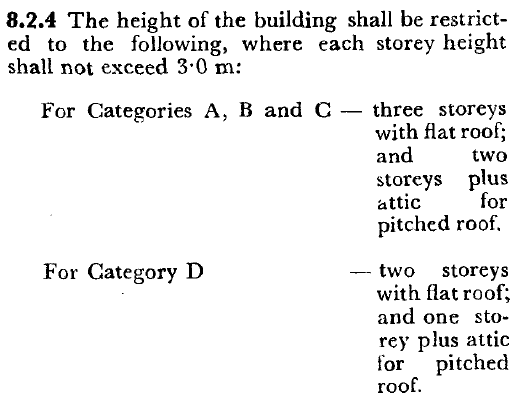 8.2.4 The height of the building shall be restrict-
ed to the following, where each storey height
shall not exceed 3·0 m:
For Categories A, B and C — three storeys
with flat roof;
and two
storeys plus
attic for
pitched roof.
For Category D — two storeys
with flat roof;
and one sto-
rey plus attic
for pitched
roof.